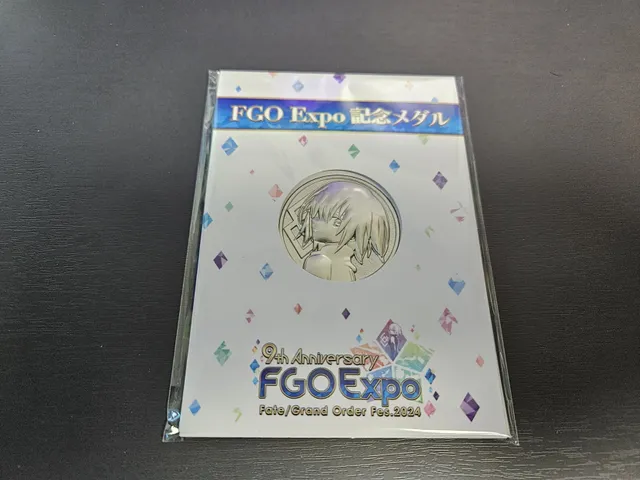 FGO Expo 記念メダル
9th Anniversary
FGO Expo
Fate/Grand Order Fes.2024